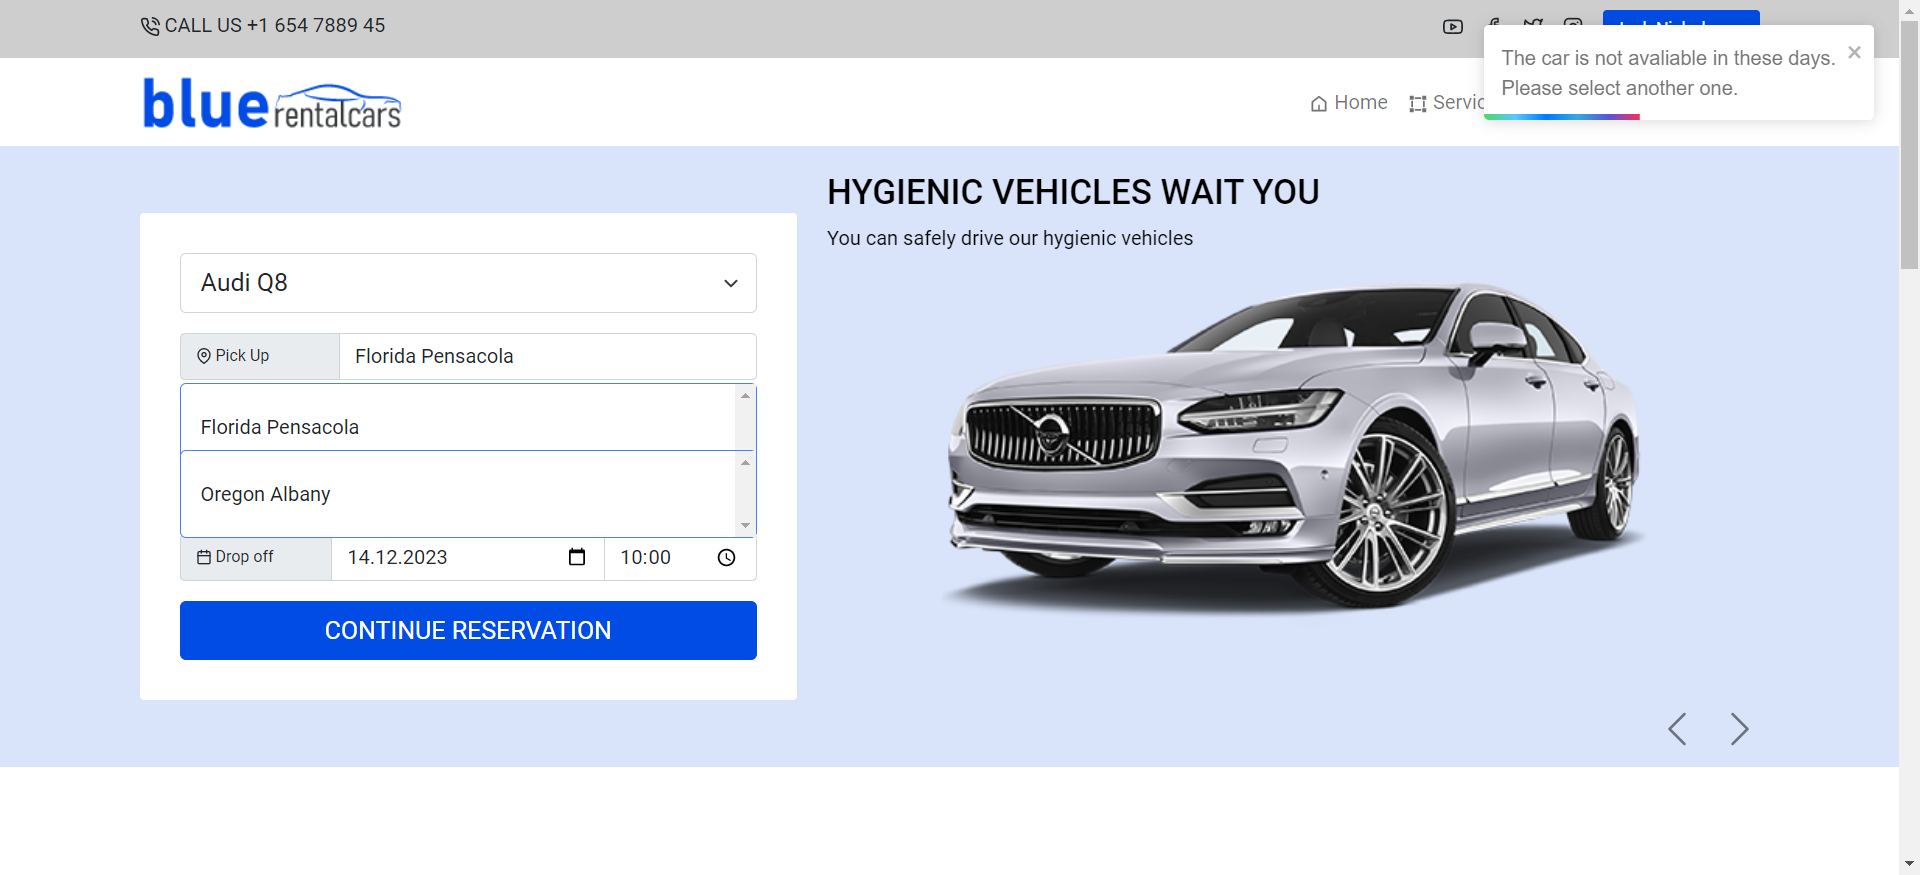 CALL US +1 654 7889 45
The car is not avaliable in these days.
Please select another one.
blue rentalcars
Home
Servic
HYGIENIC VEHICLES WAIT YOU
You can safely drive our hygienic vehicles
Audi Q8
Pick Up
Florida Pensacola
Florida Pensacola
Oregon Albany
Drop off
14.12.2023
10:00
CONTINUE RESERVATION